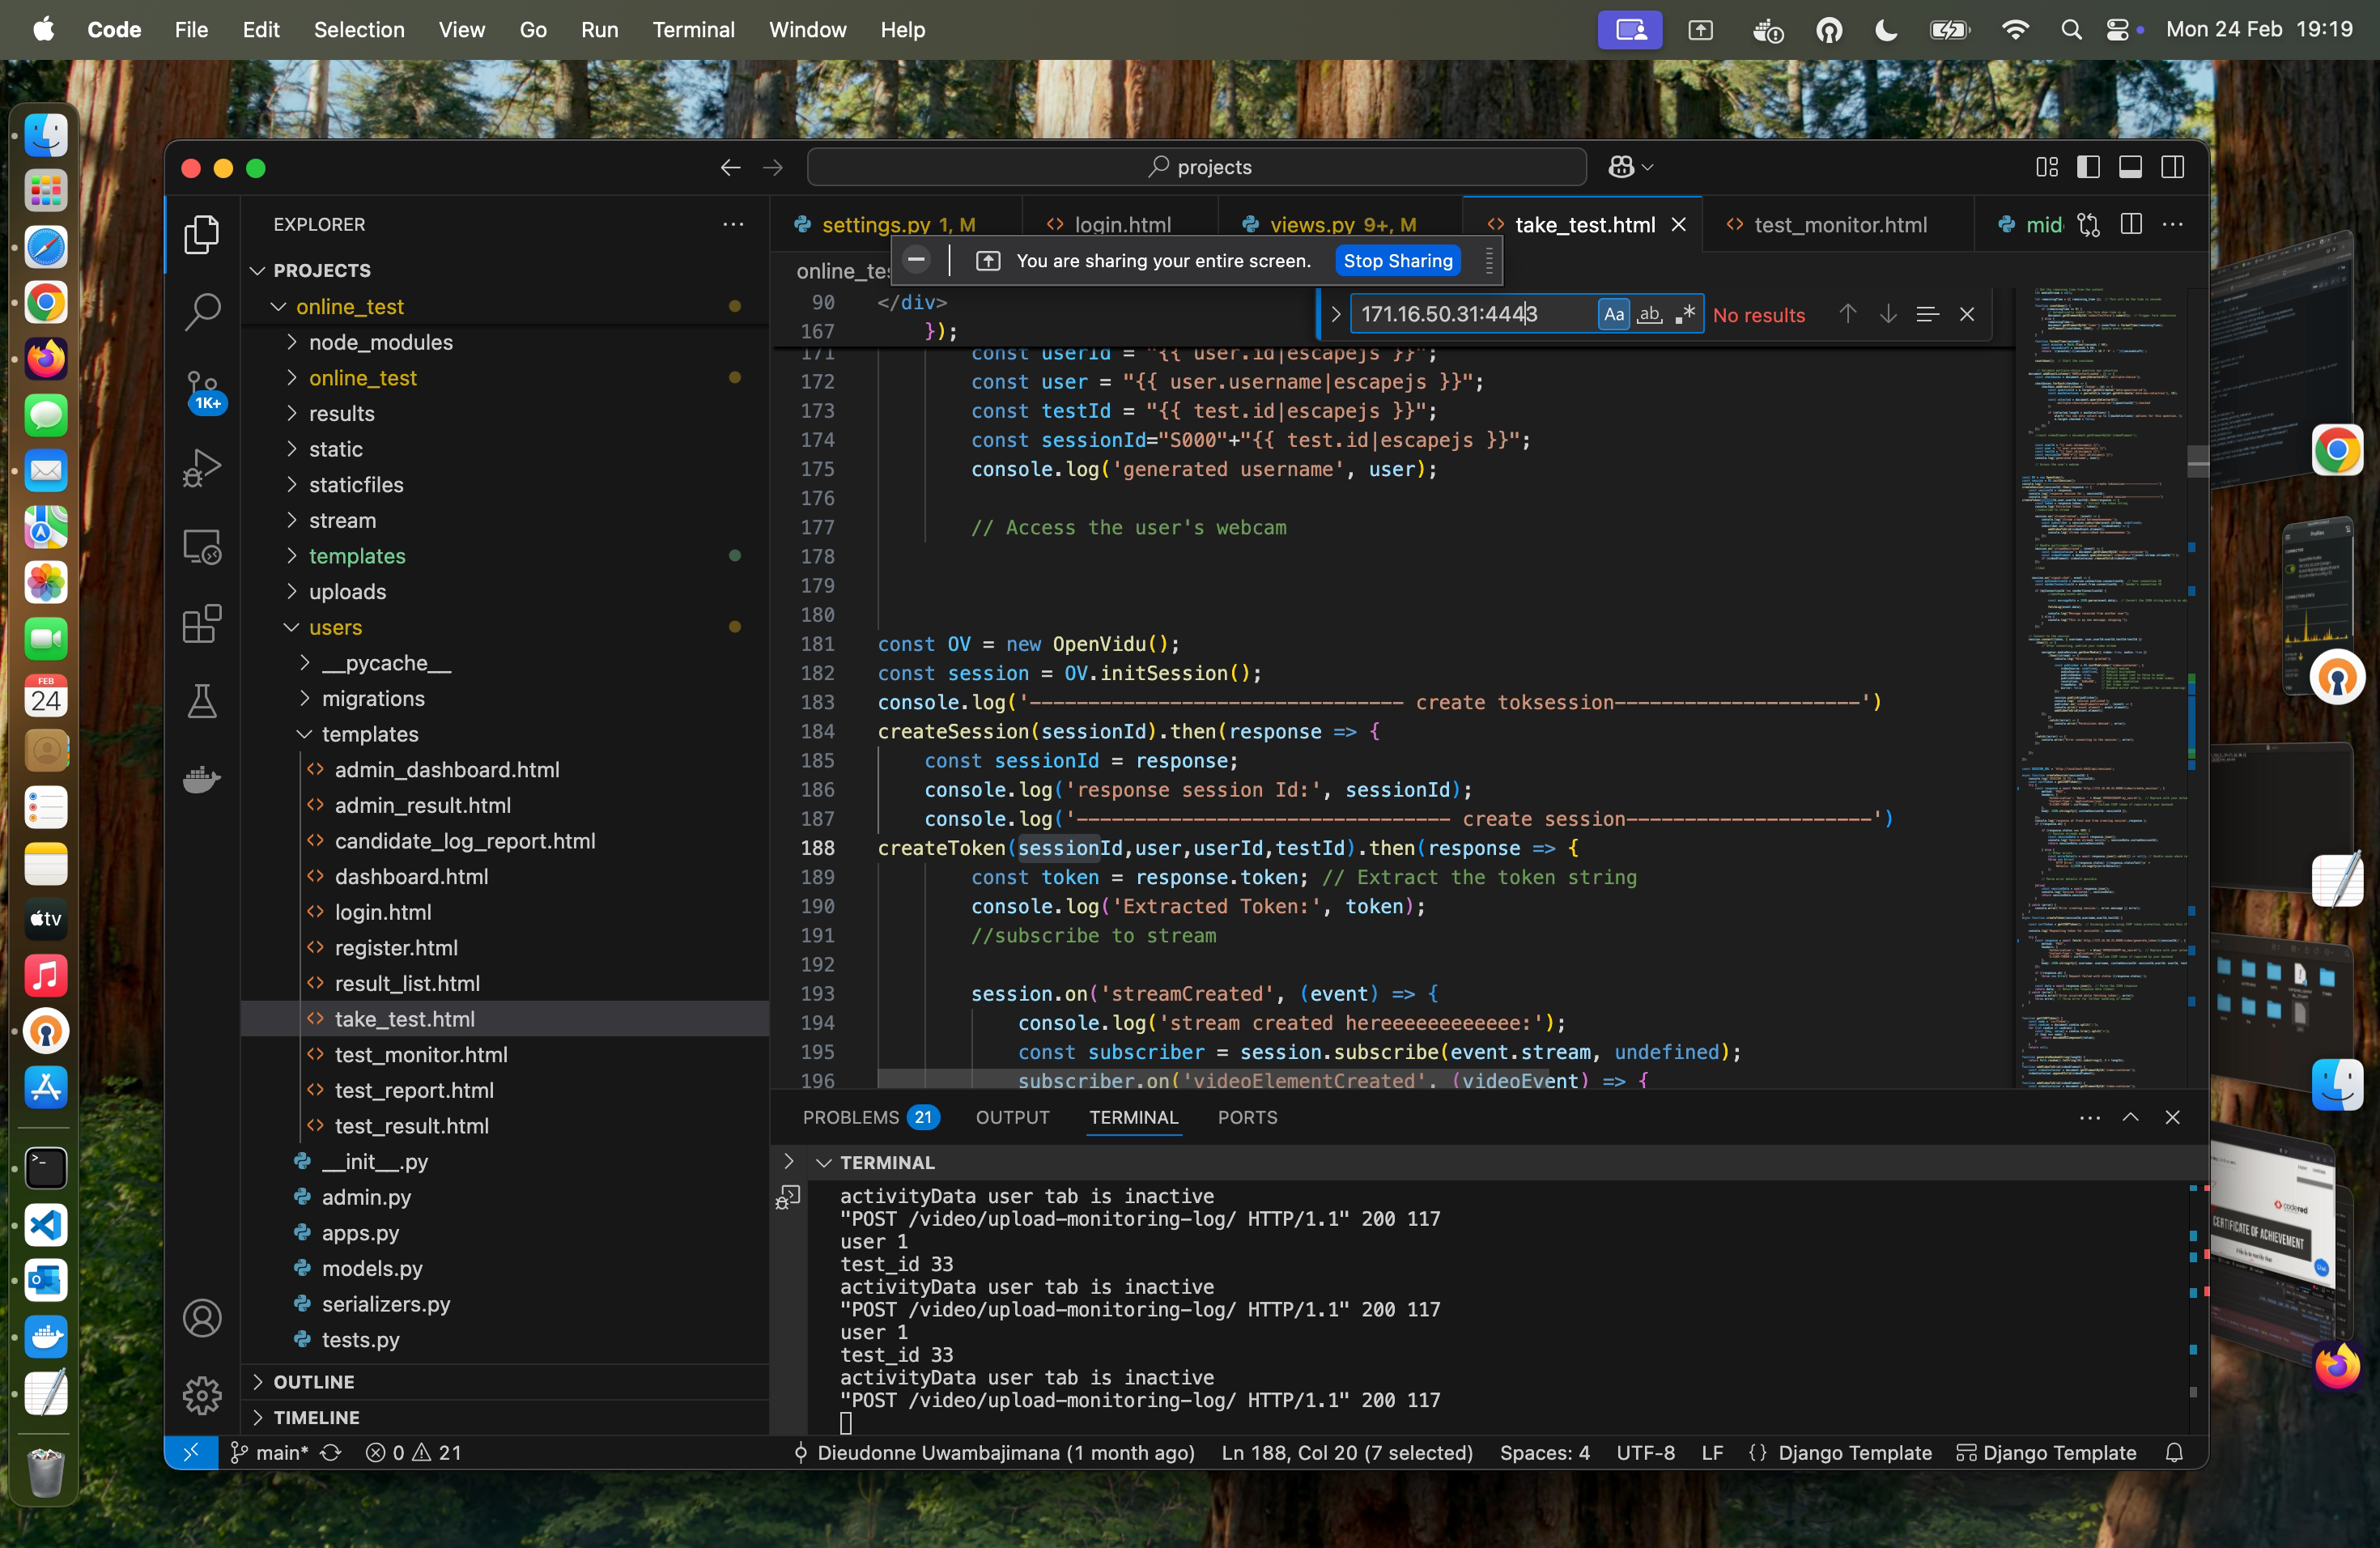 Code File Edit Selection View Go Run Terminal Window Help
Mon 24 Feb 19:19
projects
EXPLORER
PROJECTS
online_test
node_modules
online_test
results
static
staticfiles
stream
templates
uploads
users
__pycache__
migrations
templates
admin_dashboard.html
admin_result.html
candidate_log_report.html
dashboard.html
login.html
register.html
result_list.html
take_test.html
test_monitor.html
test_report.html
test_result.html
__init__.py
admin.py
apps.py
models.py
serializers.py
tests.py
OUTLINE
TIMELINE
1K+
FEB
24
tv
settings.py 1, M
login.html
views.py 9+, M
take_test.html
test_monitor.html
mid
You are sharing your entire screen.
Stop Sharing
online_te
171.16.50.31:4443
Aa
ab
No results
90 </div>
167 });
171 const userId = "{{ user.id|escapejs }}";
172 const user = "{{ user.username|escapejs }}";
173 const testId = "{{ test.id|escapejs }}";
174 const sessionId="S000"+"{{ test.id|escapejs }}";
175 console.log('generated username', user);
176
177 // Access the user's webcam
178
179
180
181 const OV = new OpenVidu();
182 const session = OV.initSession();
183 console.log('-------------------------------- create toksession---------------------')
184 createSession(sessionId).then(response => {
185 const sessionId = response;
186 console.log('response session Id:', sessionId);
187 console.log('-------------------------------- create session---------------------')
188 createToken(sessionId,user,userId,testId).then(response => {
189 const token = response.token; // Extract the token string
190 console.log('Extracted Token:', token);
191 //subscribe to stream
192
193 session.on('streamCreated', (event) => {
194 console.log('stream created hereeeeeeeeeeee:');
195 const subscriber = session.subscribe(event.stream, undefined);
196 subscriber.on('videoElementCreated', (videoEvent) => {
PROBLEMS 21 OUTPUT TERMINAL PORTS
TERMINAL
activityData user tab is inactive
"POST /video/upload-monitoring-log/ HTTP/1.1" 200 117
user 1
test_id 33
activityData user tab is inactive
"POST /video/upload-monitoring-log/ HTTP/1.1" 200 117
user 1
test_id 33
activityData user tab is inactive
"POST /video/upload-monitoring-log/ HTTP/1.1" 200 117
main* 0 21
Dieudonne Uwambajimana (1 month ago)
Ln 188, Col 20 (7 selected)
Spaces: 4
UTF-8
LF
{} Django Template
Django Template
codered
CERTIFICATE OF ACHIEVEMENT